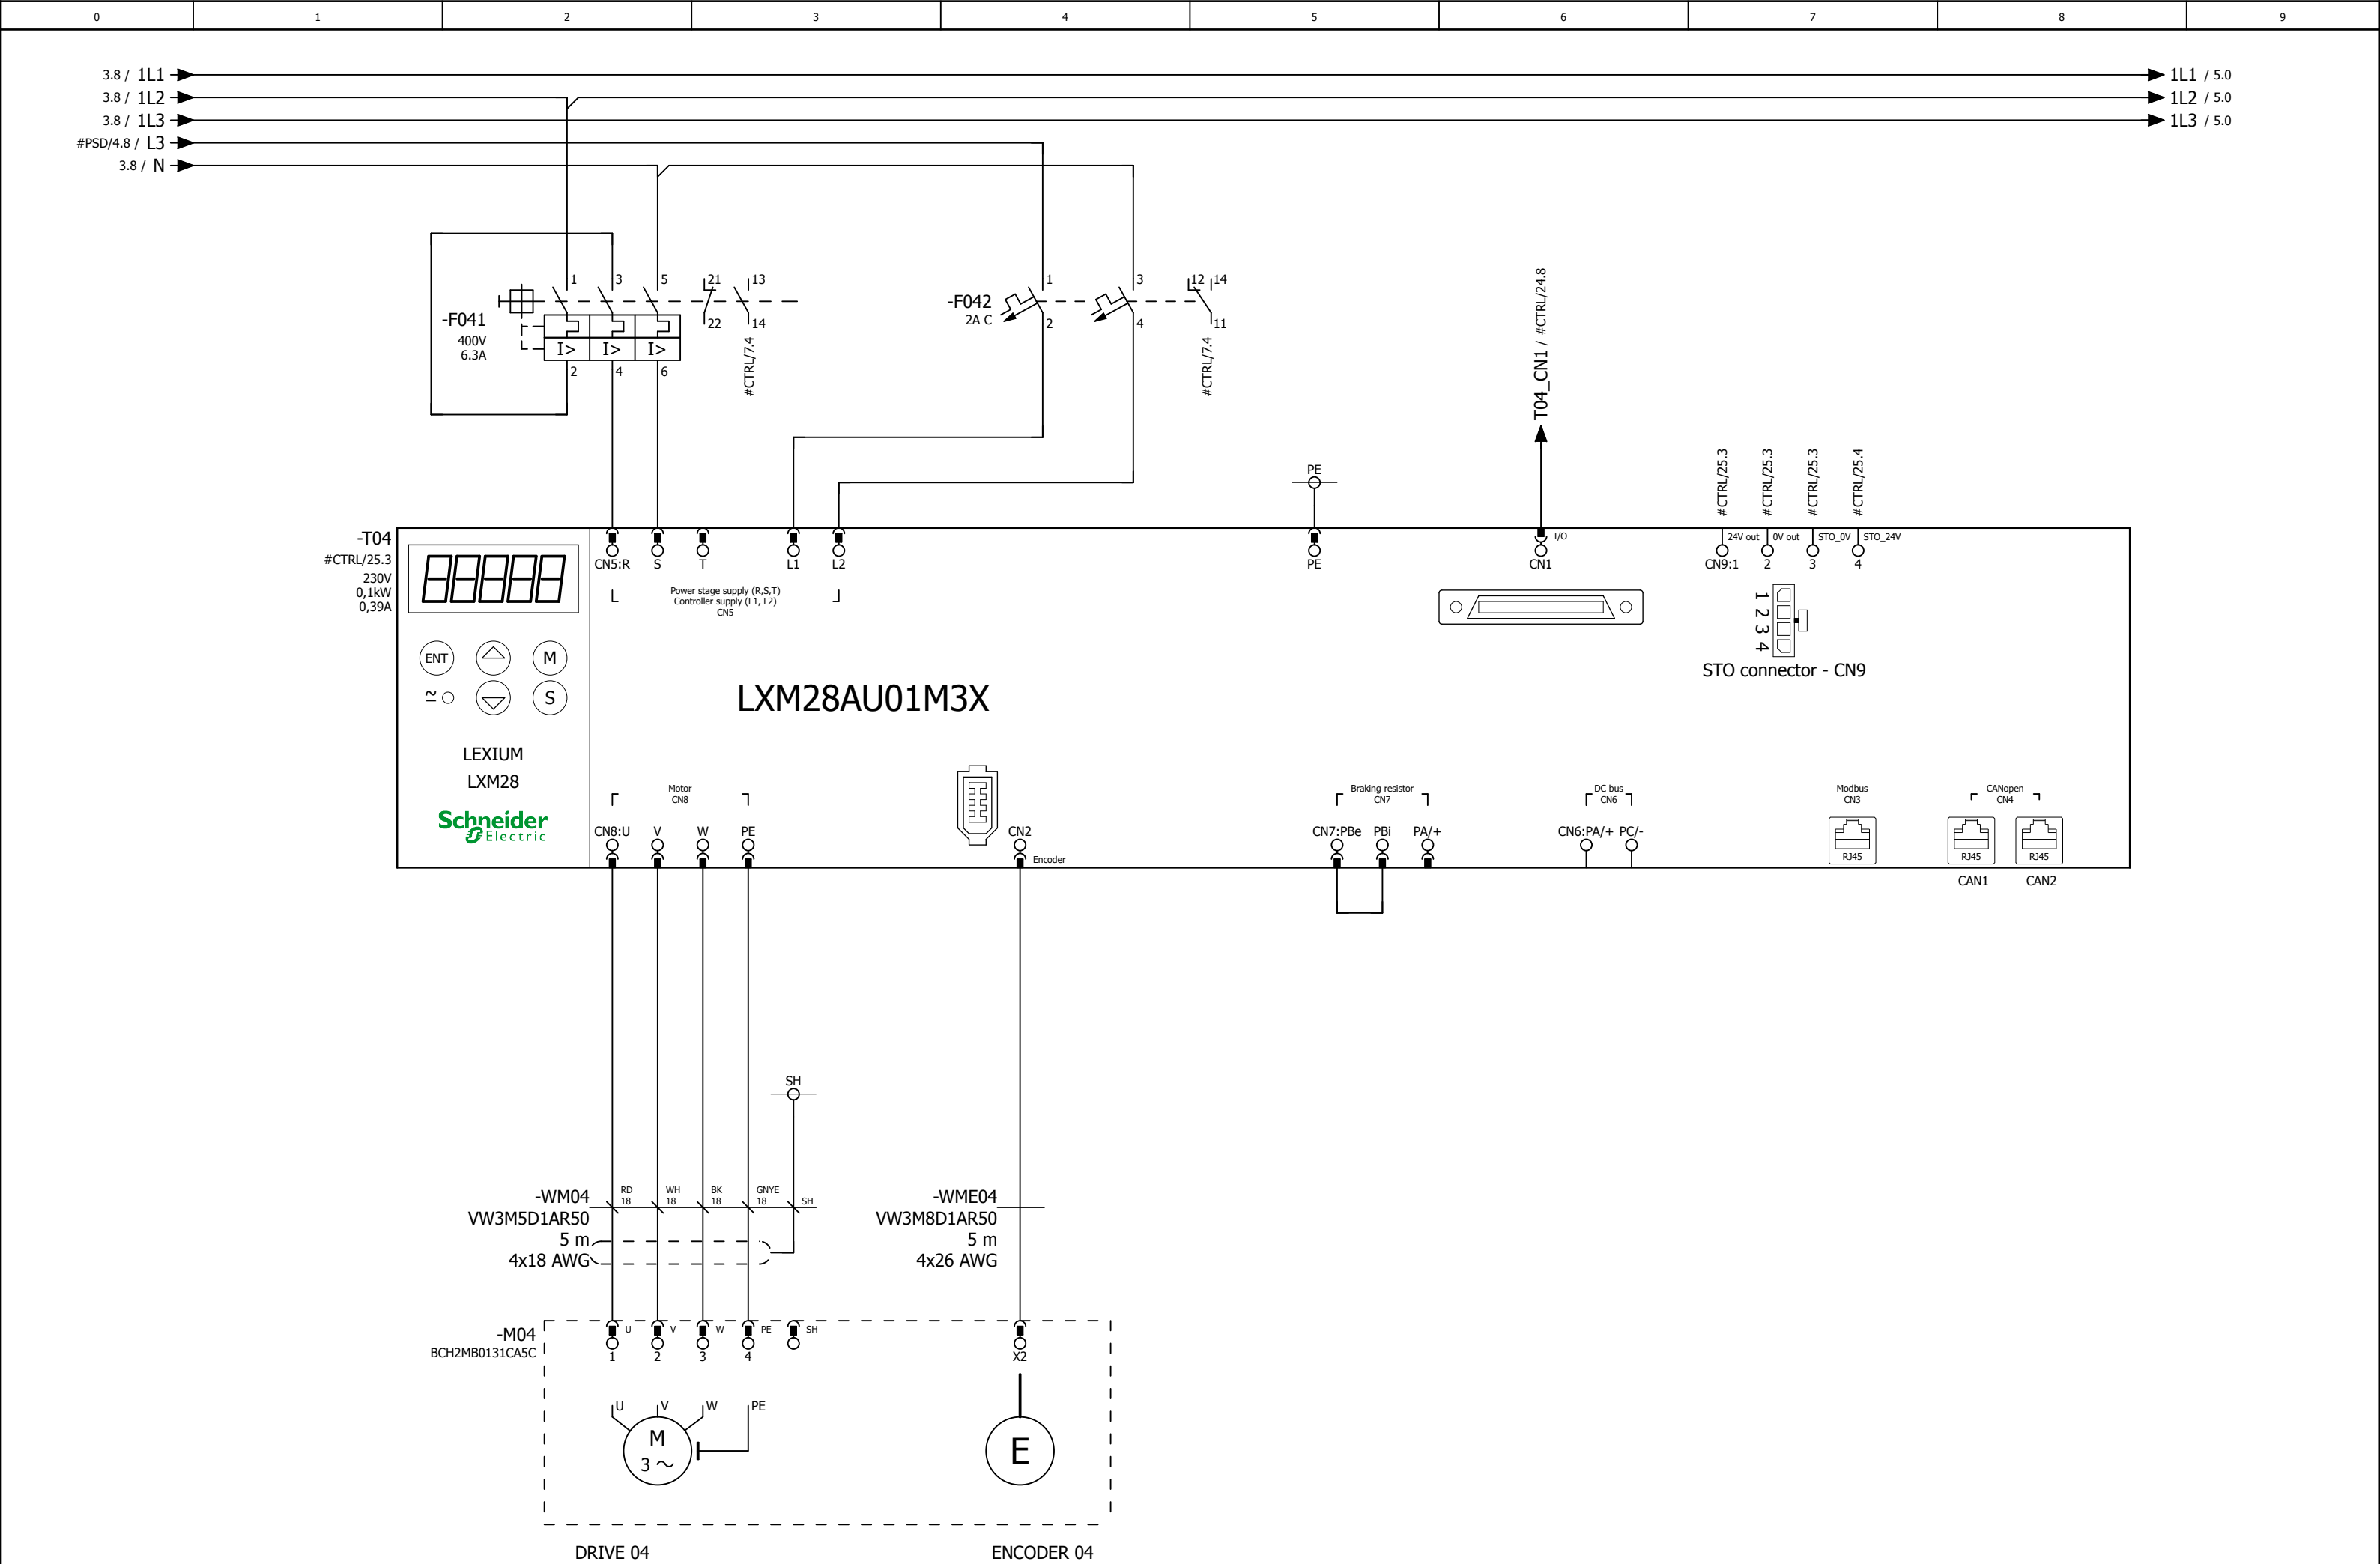 0 1 2 3 4 5 6 7 8 9
3.8 / 1L1
3.8 / 1L2
3.8 / 1L3
#PSD/4.8 / L3
3.8 / N
1L1 / 5.0
1L2 / 5.0
1L3 / 5.0
-F041
400V
6.3A
1 3 5
I> I> I>
2 4 6
21 13
22 14
#CTRL/7.4
-F042
2A C
1 3
2 4
12 14
11
#CTRL/7.4
T04_CN1 / #CTRL/24.8
PE
#CTRL/25.3
#CTRL/25.3
#CTRL/25.3
#CTRL/25.4
-T04
#CTRL/25.3
230V
0,1kW
0,39A
88888
CN5:R S T L1 L2
Power stage supply (R,S,T)
Controller supply (L1, L2)
CN5
PE
I/O
CN1
24V out 0V out STO_0V STO_24V
CN9:1 2 3 4
1 2 3 4
STO connector - CN9
ENT M
S
LXM28AU01M3X
LEXIUM
LXM28
Schneider
Electric
Motor
CN8
CN8:U V W PE
CN2
Encoder
Braking resistor
CN7
CN7:PBe PBi PA/+
DC bus
CN6
CN6:PA/+ PC/-
Modbus
CN3
RJ45
CANopen
CN4
RJ45 RJ45
CAN1 CAN2
SH
-WM04
VW3M5D1AR50
5 m
4x18 AWG
RD WH BK GNYE
18 18 18 18 SH
-WME04
VW3M8D1AR50
5 m
4x26 AWG
-M04
BCH2MB0131CA5C
U V W PE SH
1 2 3 4
X2
U V W PE
M
3 ~
E
DRIVE 04
ENCODER 04